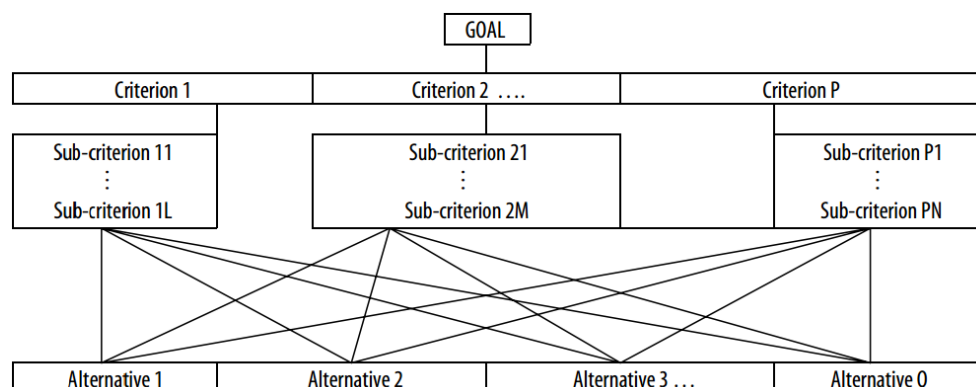 GOAL
Criterion 1 Criterion 2 …. Criterion P
Sub-criterion 11 Sub-criterion 21 Sub-criterion P1
⋮ ⋮ ⋮
Sub-criterion 1L Sub-criterion 2M Sub-criterion PN
Alternative 1 Alternative 2 Alternative 3 … Alternative O